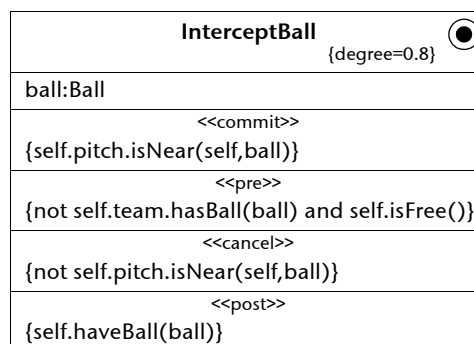 InterceptBall
{degree=0.8}
ball:Ball
<<commit>>
{self.pitch.isNear(self,ball)}
<<pre>>
{not self.team.hasBall(ball) and self.isFree()}
<<cancel>>
{not self.pitch.isNear(self,ball)}
<<post>>
{self.haveBall(ball)}